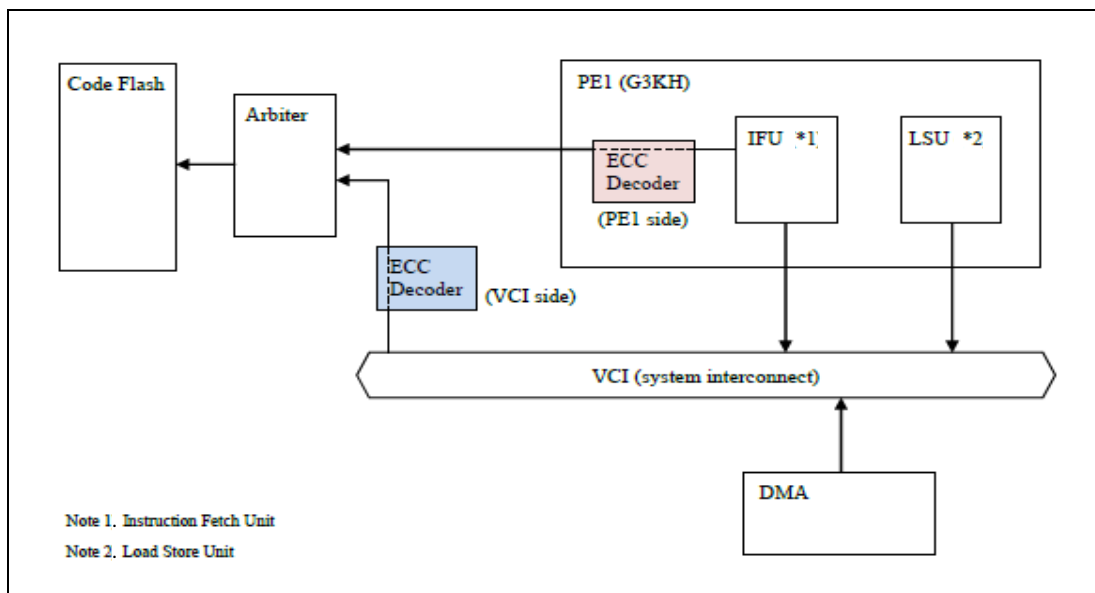 Code Flash
Arbiter
PE1 (G3KH)
IFU *1
LSU *2
ECC
Decoder
(PE1 side)
ECC
Decoder
(VCI side)
VCI (system interconnect)
DMA
Note 1. Instruction Fetch Unit
Note 2. Load Store Unit